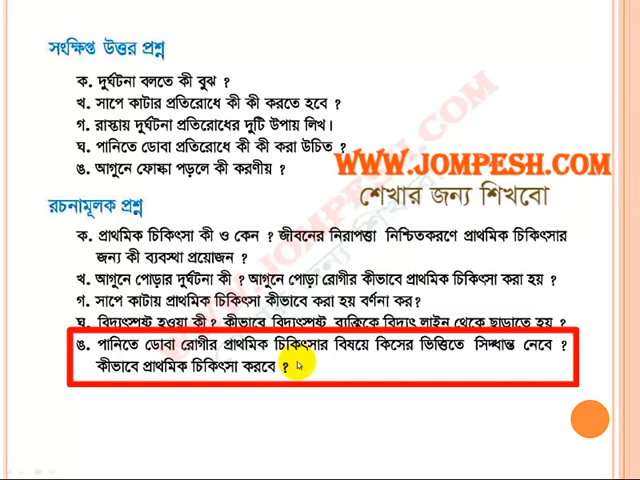 সংক্ষিপ্ত উত্তর প্রশ্ন
ক. দুর্ঘটনা বলতে কী বুঝ ?
খ. সাপে কাটার প্রতিরোধে কী কী করতে হবে ?
গ. রাস্তায় দুর্ঘটনা প্রতিরোধের দুটি উপায় লিখ।
ঘ. পানিতে ডোবা প্রতিরোধে কী কী করা উচিত ?
ঙ. আগুনে ফোস্কা পড়লে কী করণীয় ?
WWW.JOMPESH.COM
শেখার জন্য শিখবো
রচনামূলক প্রশ্ন
ক. প্রাথমিক চিকিৎসা কী ও কেন ? জীবনের নিরাপত্তা নিশ্চিতকরণে প্রাথমিক চিকিৎসার
জন্য কী ব্যবস্থা প্রয়োজন ?
খ. আগুনে পোড়ার দুর্ঘটনা কী ? আগুনে পোড়া রোগীর কীভাবে প্রাথমিক চিকিৎসা করা হয় ?
গ. সাপে কাটায় প্রাথমিক চিকিৎসা কীভাবে করা হয় বর্ণনা কর?
ঘ. বিদ্যুৎস্পৃষ্ট হওয়া কী ? কীভাবে বিদ্যুৎস্পৃষ্ট ব্যক্তিকে বিদ্যুৎ লাইন থেকে ছাড়াতে হয় ?
ঙ. পানিতে ডোবা রোগীর প্রাথমিক চিকিৎসার বিষয়ে কিসের ভিত্তিতে সিদ্ধান্ত নেবে ?
কীভাবে প্রাথমিক চিকিৎসা করবে ?